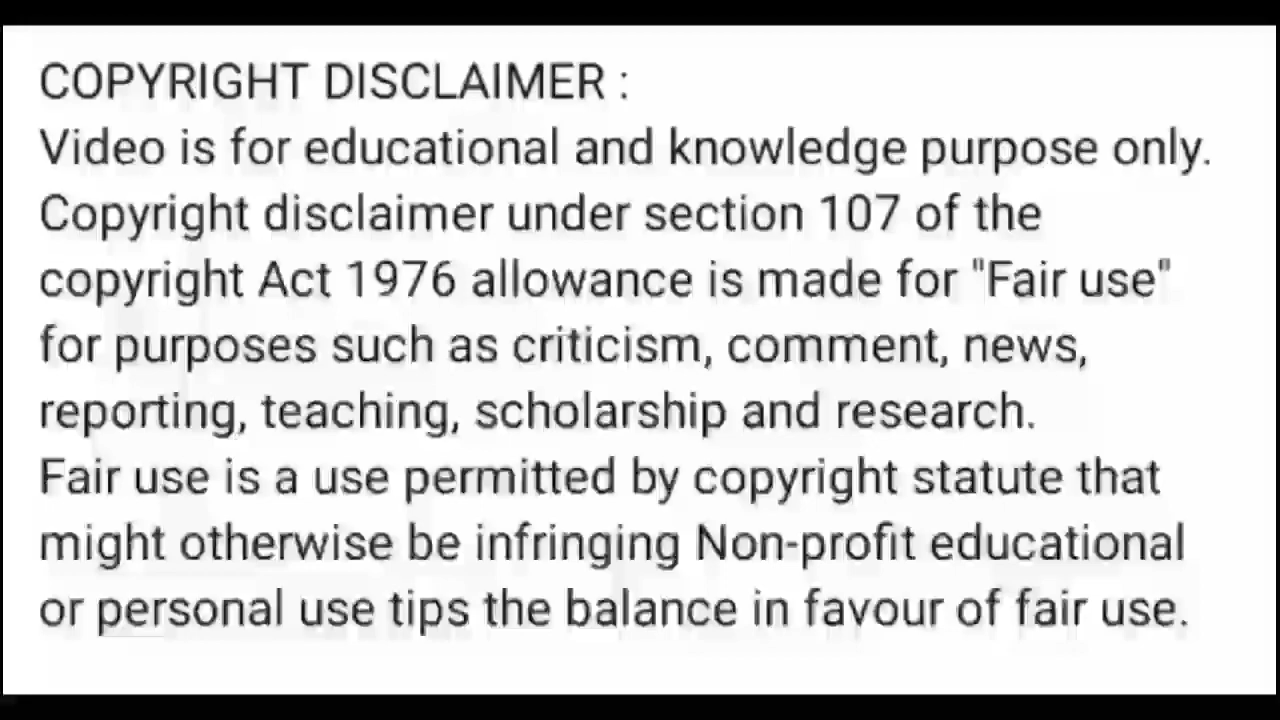 COPYRIGHT DISCLAIMER :
Video is for educational and knowledge purpose only.
Copyright disclaimer under section 107 of the
copyright Act 1976 allowance is made for "Fair use"
for purposes such as criticism, comment, news,
reporting, teaching, scholarship and research.
Fair use is a use permitted by copyright statute that
might otherwise be infringing Non-profit educational
or personal use tips the balance in favour of fair use.